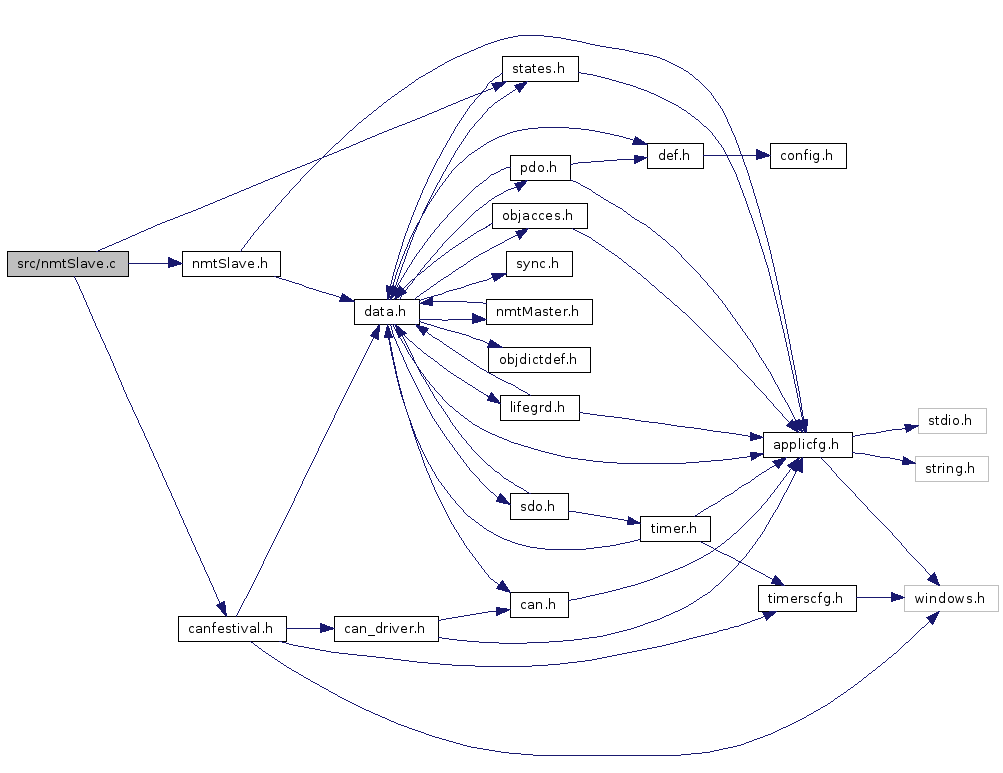 states.h
def.h
config.h
pdo.h
objacces.h
src/nmtSlave.c
nmtSlave.h
sync.h
data.h
nmtMaster.h
objdictdef.h
lifegrd.h
stdio.h
applicfg.h
string.h
sdo.h
timer.h
can.h
timerscfg.h
windows.h
canfestival.h
can_driver.h